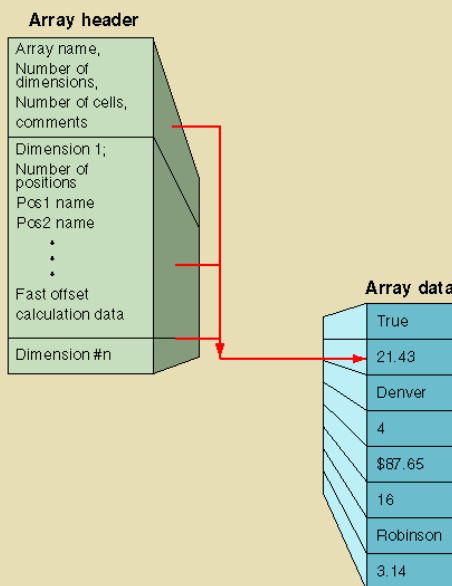 Array header
Array name,
Number of
dimensions,
Number of cells,
comments
Dimension 1;
Number of
positions
Pos1 name
Pos2 name
Fast offset
calculation data
Dimension #n
Array data
True
21.43
Denver
4
$87.65
16
Robinson
3.14